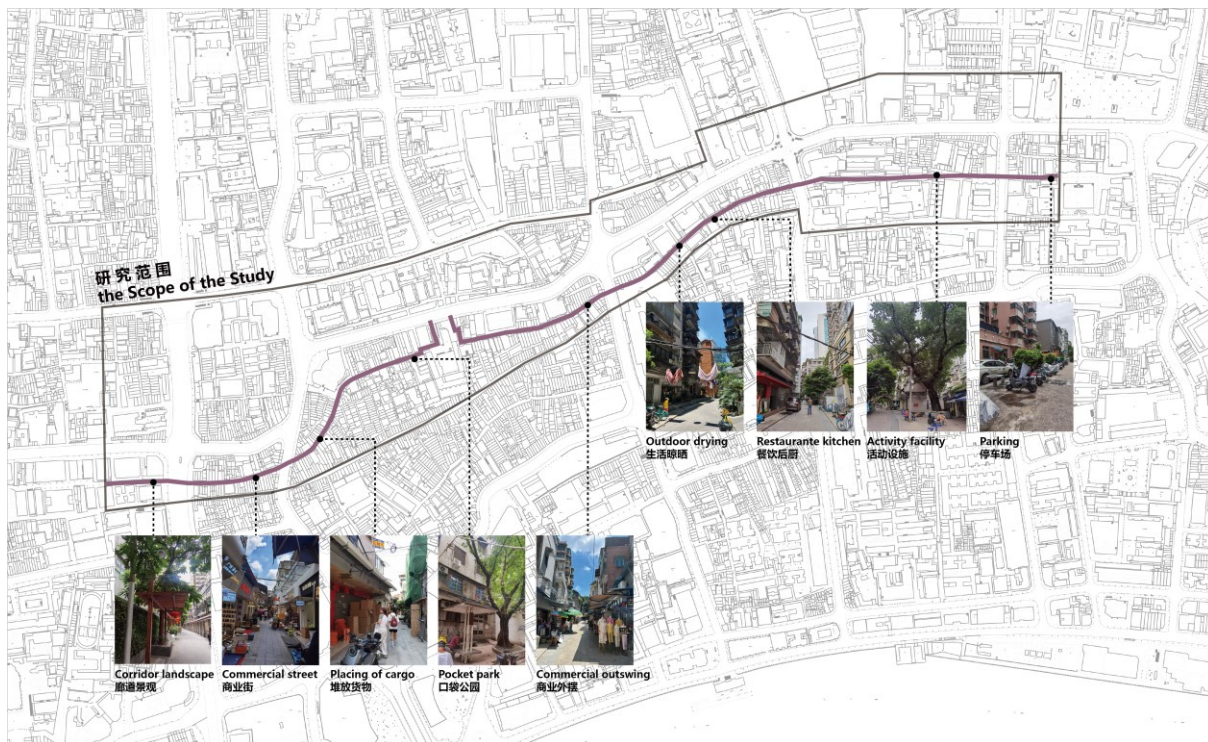 研究范围
the Scope of the Study
Outdoor drying
生活晾晒
Restaurante kitchen
餐饮后厨
Activity facility
活动设施
Parking
停车场
Corridor landscape
廊道景观
Commercial street
商业街
Placing of cargo
堆放货物
Pocket park
口袋公园
Commercial outswing
商业外摆